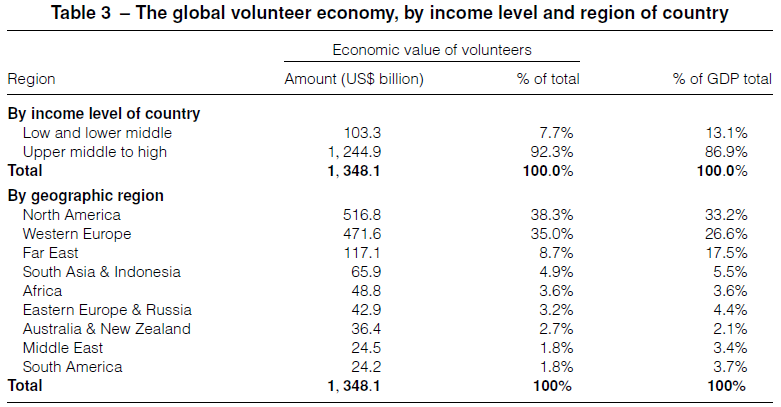 Table 3 – The global volunteer economy, by income level and region of country
Economic value of volunteers
Region Amount (US$ billion) % of total % of GDP total
By income level of country
Low and lower middle 103.3 7.7% 13.1%
Upper middle to high 1, 244.9 92.3% 86.9%
Total 1, 348.1 100.0% 100.0%
By geographic region
North America 516.8 38.3% 33.2%
Western Europe 471.6 35.0% 26.6%
Far East 117.1 8.7% 17.5%
South Asia & Indonesia 65.9 4.9% 5.5%
Africa 48.8 3.6% 3.6%
Eastern Europe & Russia 42.9 3.2% 4.4%
Australia & New Zealand 36.4 2.7% 2.1%
Middle East 24.5 1.8% 3.4%
South America 24.2 1.8% 3.7%
Total 1, 348.1 100% 100%